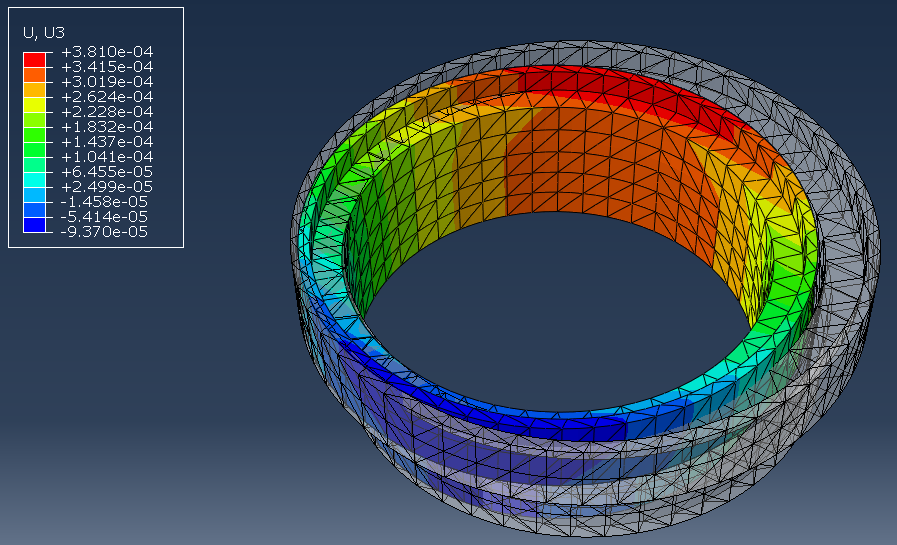 U, U3
+3.810e-04
+3.415e-04
+3.019e-04
+2.624e-04
+2.228e-04
+1.832e-04
+1.437e-04
+1.041e-04
+6.455e-05
+2.499e-05
-1.458e-05
-5.414e-05
-9.370e-05